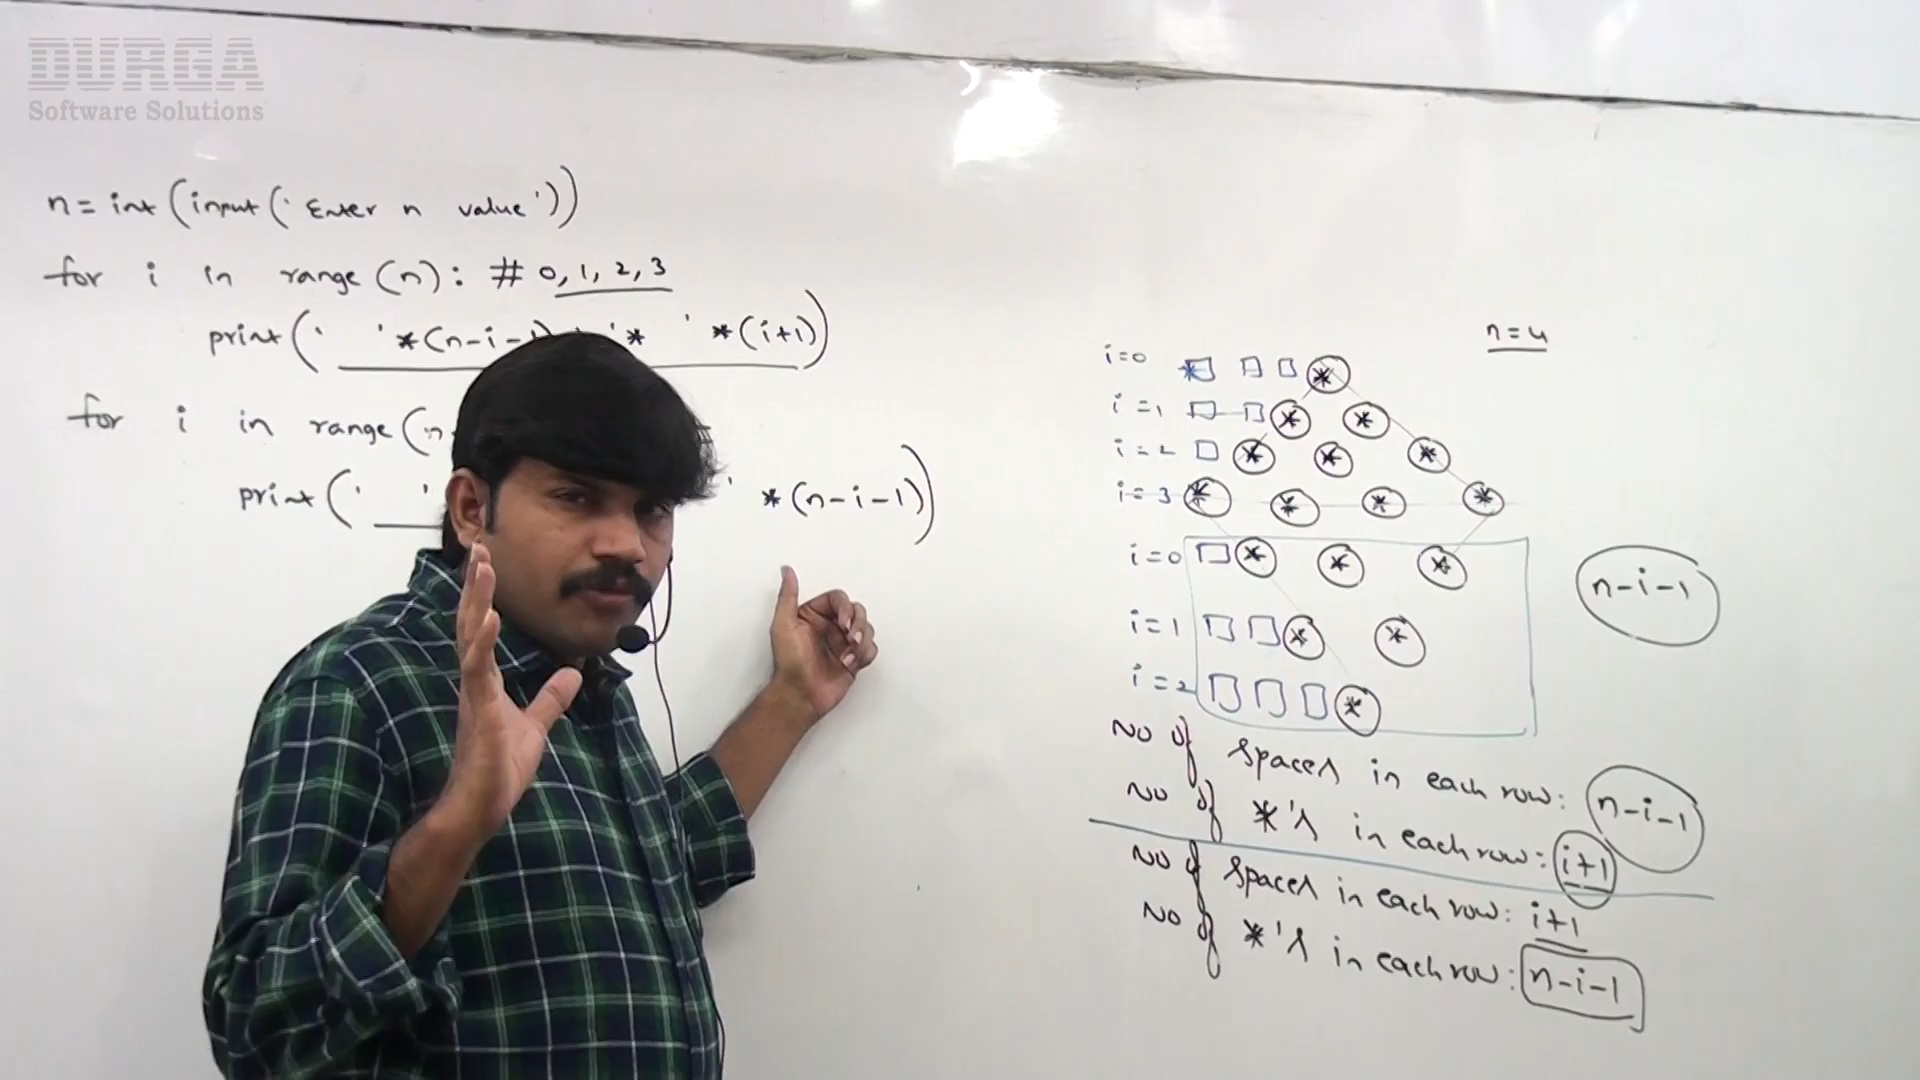 DURGA
Software Solutions
n=int(input('Enter n value'))
for i in range(n): # 0,1,2,3
print(' '*(n-i-1) '* '*(i+1))
for i in range(n
print(' ' ' *(n-i-1))
n=4
i=0 *
i=1 * *
i=2 * * *
i=3 * * * *
i=0 * * *
i=1 * *
i=2 *
n-i-1
No of spaces in each row: n-i-1
No of *'s in each row: i+1
No of spaces in each row: i+1
No of *'s in each row: n-i-1